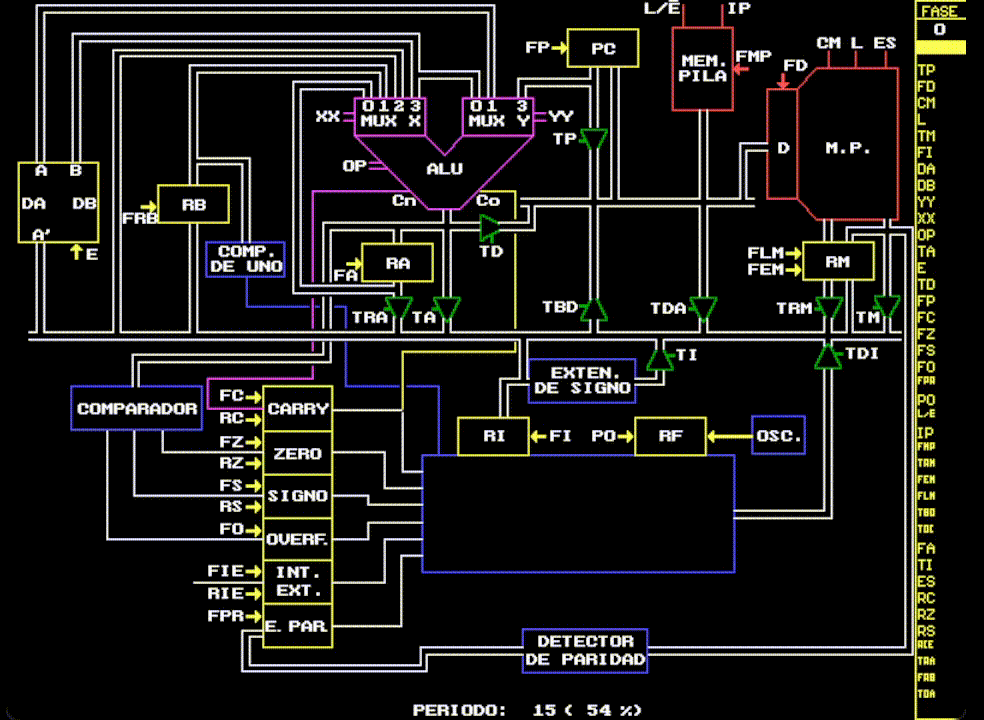 L/E̅ IP
FASE
0
FP PC
CM L ES
MEM.
PILA
FMP
FD
TP
FD
CM
L
TM
FI
DA
DB
YY
XX
OP
TA
E
TD
FP
FC
FZ
FS
FO
FPR
PO
L/E
IP
FMP
TRM
FEM
FLM
TBD
TDI
FA
TI
ES
RC
RZ
RS
TRA
FRB
TDA
0 1 2 3
MUX X
0 1 3
MUX Y
XX
YY
TP
D
M.P.
OP
ALU
A B
DA DB
A'
E
RB
FRB
Cn Co
TD
COMP.
DE UNO
RA
FA
FLM
FEM
RM
TRA TA
TBD
TDA
TRM
TM
TI
TDI
EXTEN.
DE SIGNO
COMPARADOR
FC
RC
CARRY
RI
FI
PO
RF
OSC.
FZ
RZ
ZERO
FS
RS
SIGNO
FO
OVERF.
FIE
RIE
INT.
EXT.
FPR
E. PAR.
DETECTOR
DE PARIDAD
PERIODO: 15 ( 54 %)